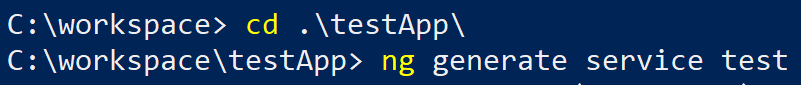 C:\workspace> cd .\testApp\
C:\workspace\testApp> ng generate service test